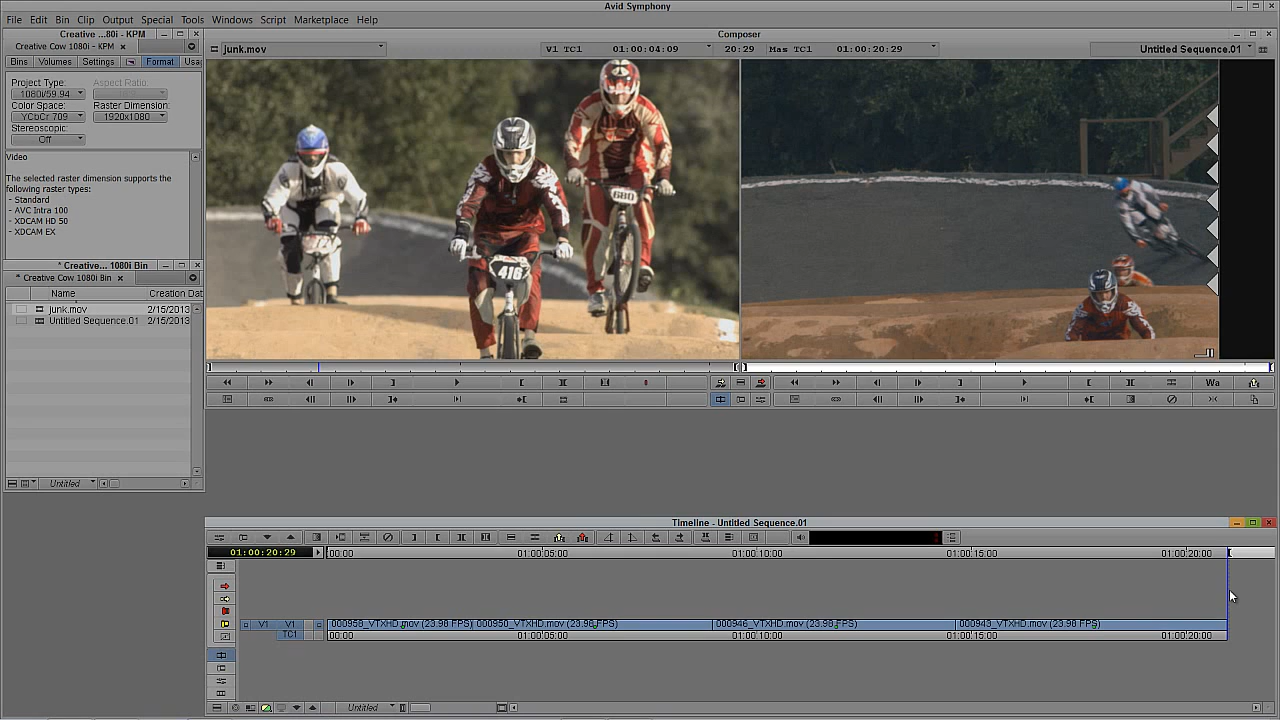 Avid Symphony
File Edit Bin Clip Output Special Tools Windows Script Marketplace Help
Creative ...80i - KPM
Composer
Creative Cow 1080i - KPM
junk.mov
V1 TC1 01:00:04:09
20:29
Mas TC1 01:00:20:29
Untitled Sequence.01
Bins Volumes Settings Format Usa
Project Type:
Aspect Ratio:
1080i/59.94
Color Space:
Raster Dimension:
YCbCr 709
1920x1080
Stereoscopic:
Off
Video
The selected raster dimension supports the
following raster types:
- Standard
- AVC Intra 100
- XDCAM HD 50
- XDCAM EX
680
416
* Creative... 1080i Bin
* Creative Cow 1080i Bin
Name Creation Dat
junk.mov 2/15/2013
Untitled Sequence.01 2/15/2013
Wa
Untitled
Timeline - Untitled Sequence.01
01:00:20:29
00:00 01:00:05:00 01:00:10:00 01:00:15:00 01:00:20:00
V1 V1
000958_VTXHD.mov (23.98 FPS) 000950_VTXHD.mov (23.98 FPS) 000946_VTXHD.mov (23.98 FPS) 000943_VTXHD.mov (23.98 FPS)
TC1
00:00 01:00:05:00 01:00:10:00 01:00:15:00 01:00:20:00
Untitled